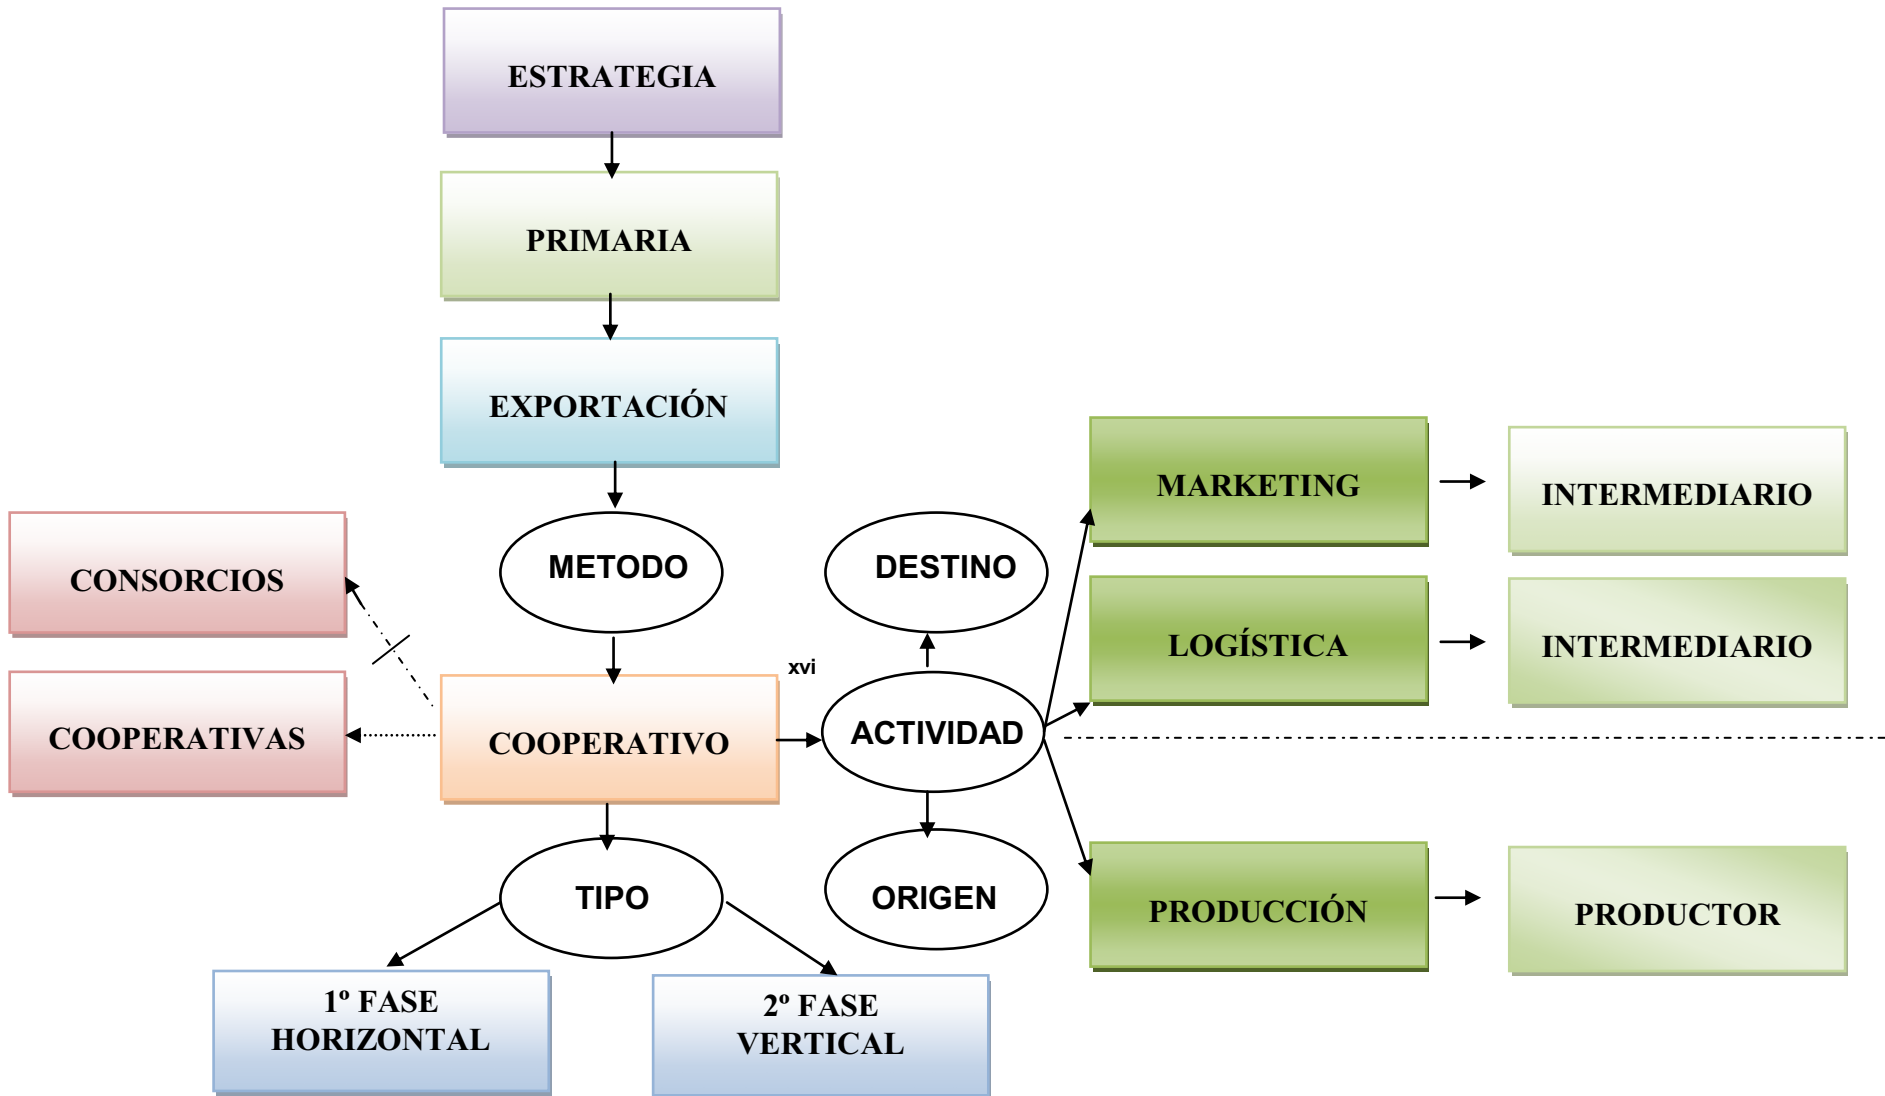 ESTRATEGIA
PRIMARIA
EXPORTACIÓN
MARKETING
INTERMEDIARIO
CONSORCIOS
METODO
DESTINO
LOGÍSTICA
INTERMEDIARIO
xvi
COOPERATIVAS
COOPERATIVO
ACTIVIDAD
TIPO
ORIGEN
PRODUCCIÓN
PRODUCTOR
1º FASE
HORIZONTAL
2º FASE
VERTICAL